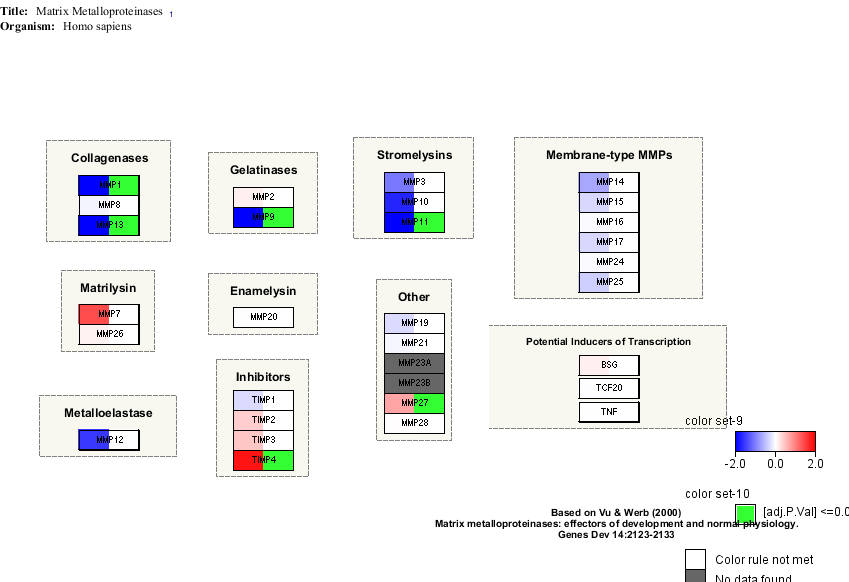 Title: Matrix Metalloproteinases 1
Organism: Homo sapiens
Collagenases
MMP1
MMP8
MMP13
Gelatinases
MMP2
MMP9
Stromelysins
MMP3
MMP10
MMP11
Membrane-type MMPs
MMP14
MMP15
MMP16
MMP17
MMP24
MMP25
Matrilysin
MMP7
MMP26
Enamelysin
MMP20
Other
MMP19
MMP21
MMP23A
MMP23B
MMP27
MMP28
Potential Inducers of Transcription
BSG
TCF20
TNF
Inhibitors
TIMP1
TIMP2
TIMP3
TIMP4
Metalloelastase
MMP12
color set-9
-2.0 0.0 2.0
color set-10
[adj.P.Val] <=0.0
Based on Vu & Werb (2000)
Matrix metalloproteinases: effectors of development and normal physiology.
Genes Dev 14:2123-2133
Color rule not met
No data found